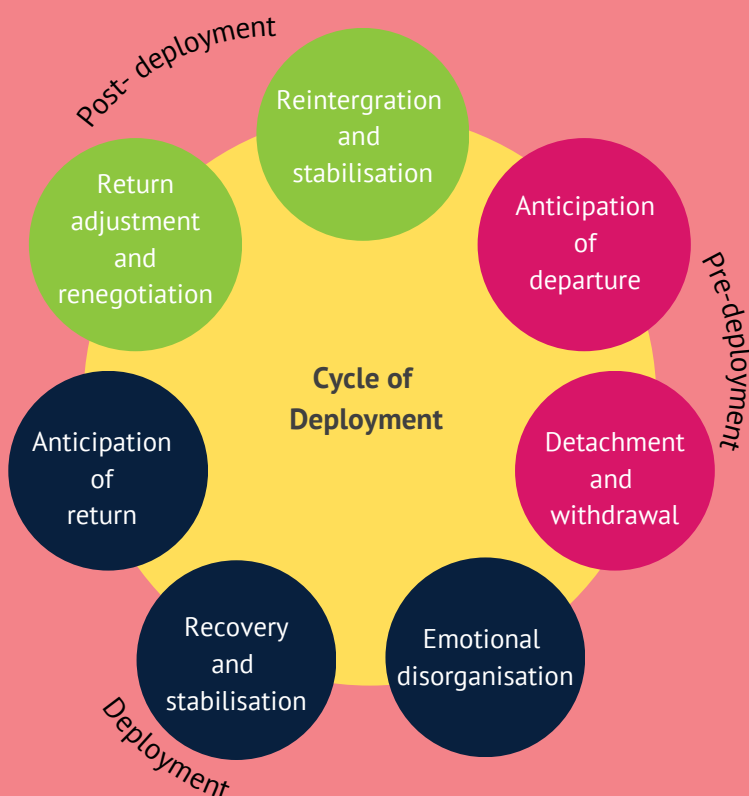 Post- deployment
Reintergration
and
stabilisation
Return
adjustment
and
renegotiation
Anticipation
of
departure
Pre-deployment
Cycle of
Deployment
Anticipation
of
return
Detachment
and
withdrawal
Recovery
and
stabilisation
Emotional
disorganisation
Deployment